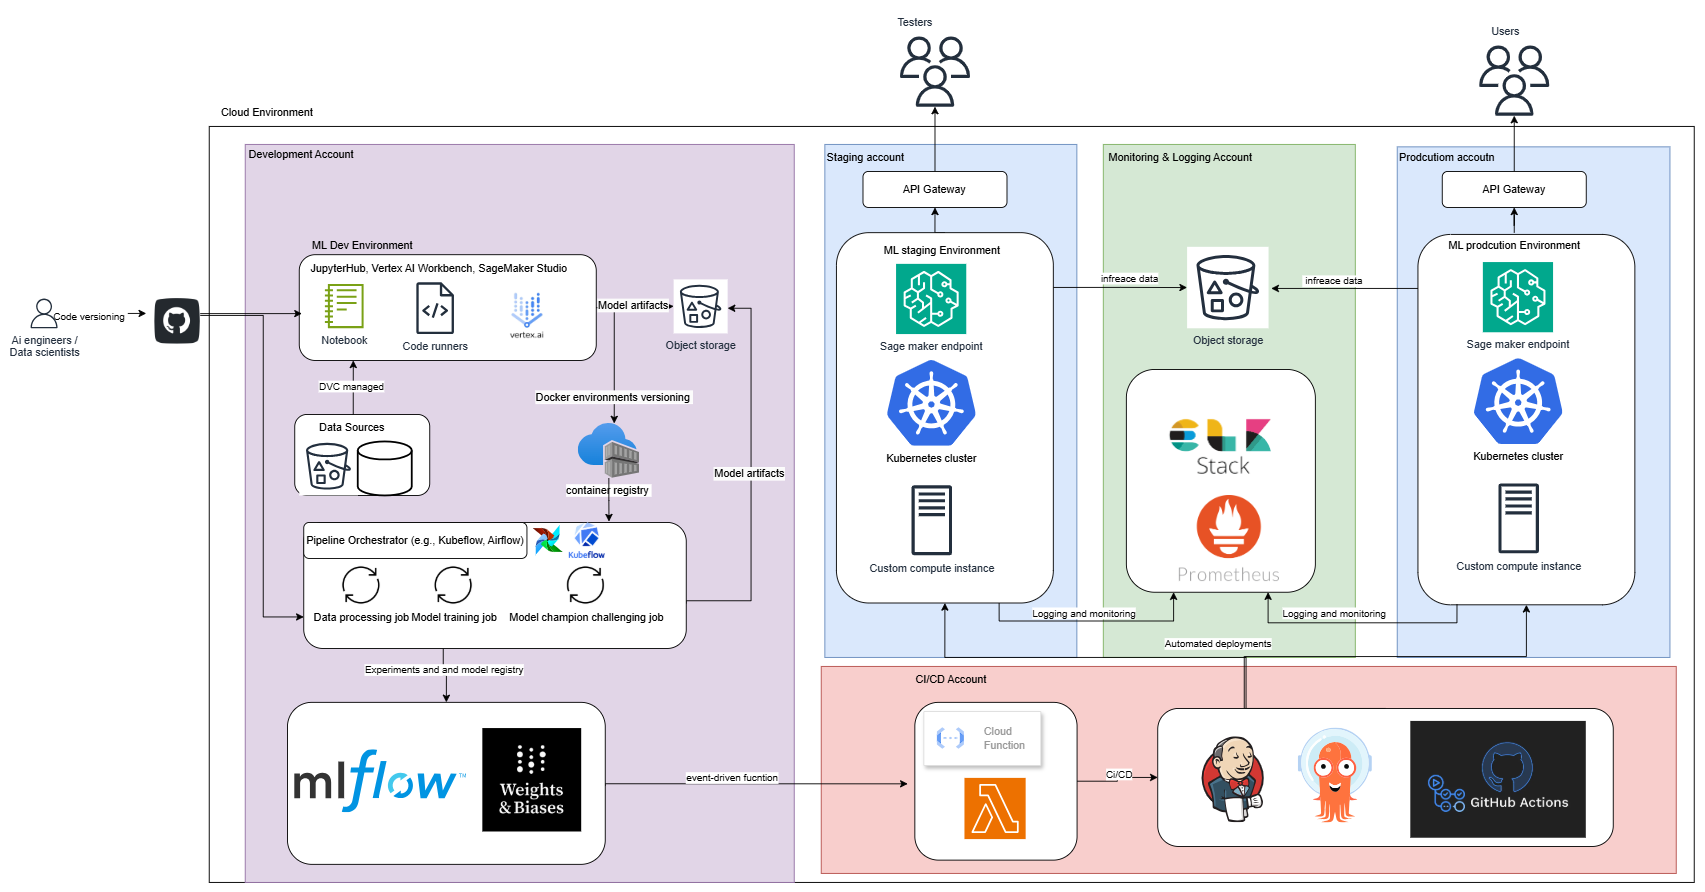 Testers
Users
Cloud Environment
Development Account
Staging account
Monitoring & Logging Account
Prodcutiom accoutn
API Gateway
API Gateway
ML Dev Environment
JupyterHub, Vertex AI Workbench, SageMaker Studio
Notebook
Code runners
vertex.ai
Model artifacts
Object storage
Code versioning
Ai engineers /
Data scientists
DVC managed
Data Sources
Docker environments versioning
container registry
Model artifacts
Pipeline Orchestrator (e.g., Kubeflow, Airflow)
Kubeflow
Data processing job
Model training job
Model champion challenging job
Experiments and and model registry
mlflow™
Weights
& Biases
event-driven fucntion
ML staging Environment
Sage maker endpoint
Kubernetes cluster
Custom compute instance
infreace data
Object storage
infreace data
elk
Stack
Prometheus
ML prodcution Environment
Sage maker endpoint
Kubernetes cluster
Custom compute instance
Logging and monitoring
Logging and monitoring
Automated deployments
CI/CD Account
Cloud
Function
Ci/CD
GitHub Actions